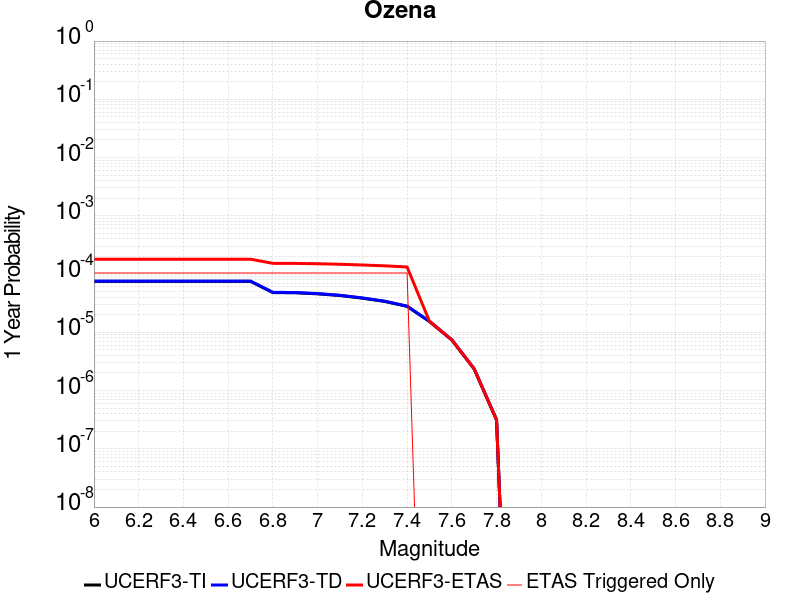 Ozena
10^0
10^-1
10^-2
10^-3
10^-4
10^-5
10^-6
10^-7
10^-8
1 Year Probability
6 6.2 6.4 6.6 6.8 7 7.2 7.4 7.6 7.8 8 8.2 8.4 8.6 8.8 9
Magnitude
UCERF3-TI UCERF3-TD UCERF3-ETAS ETAS Triggered Only